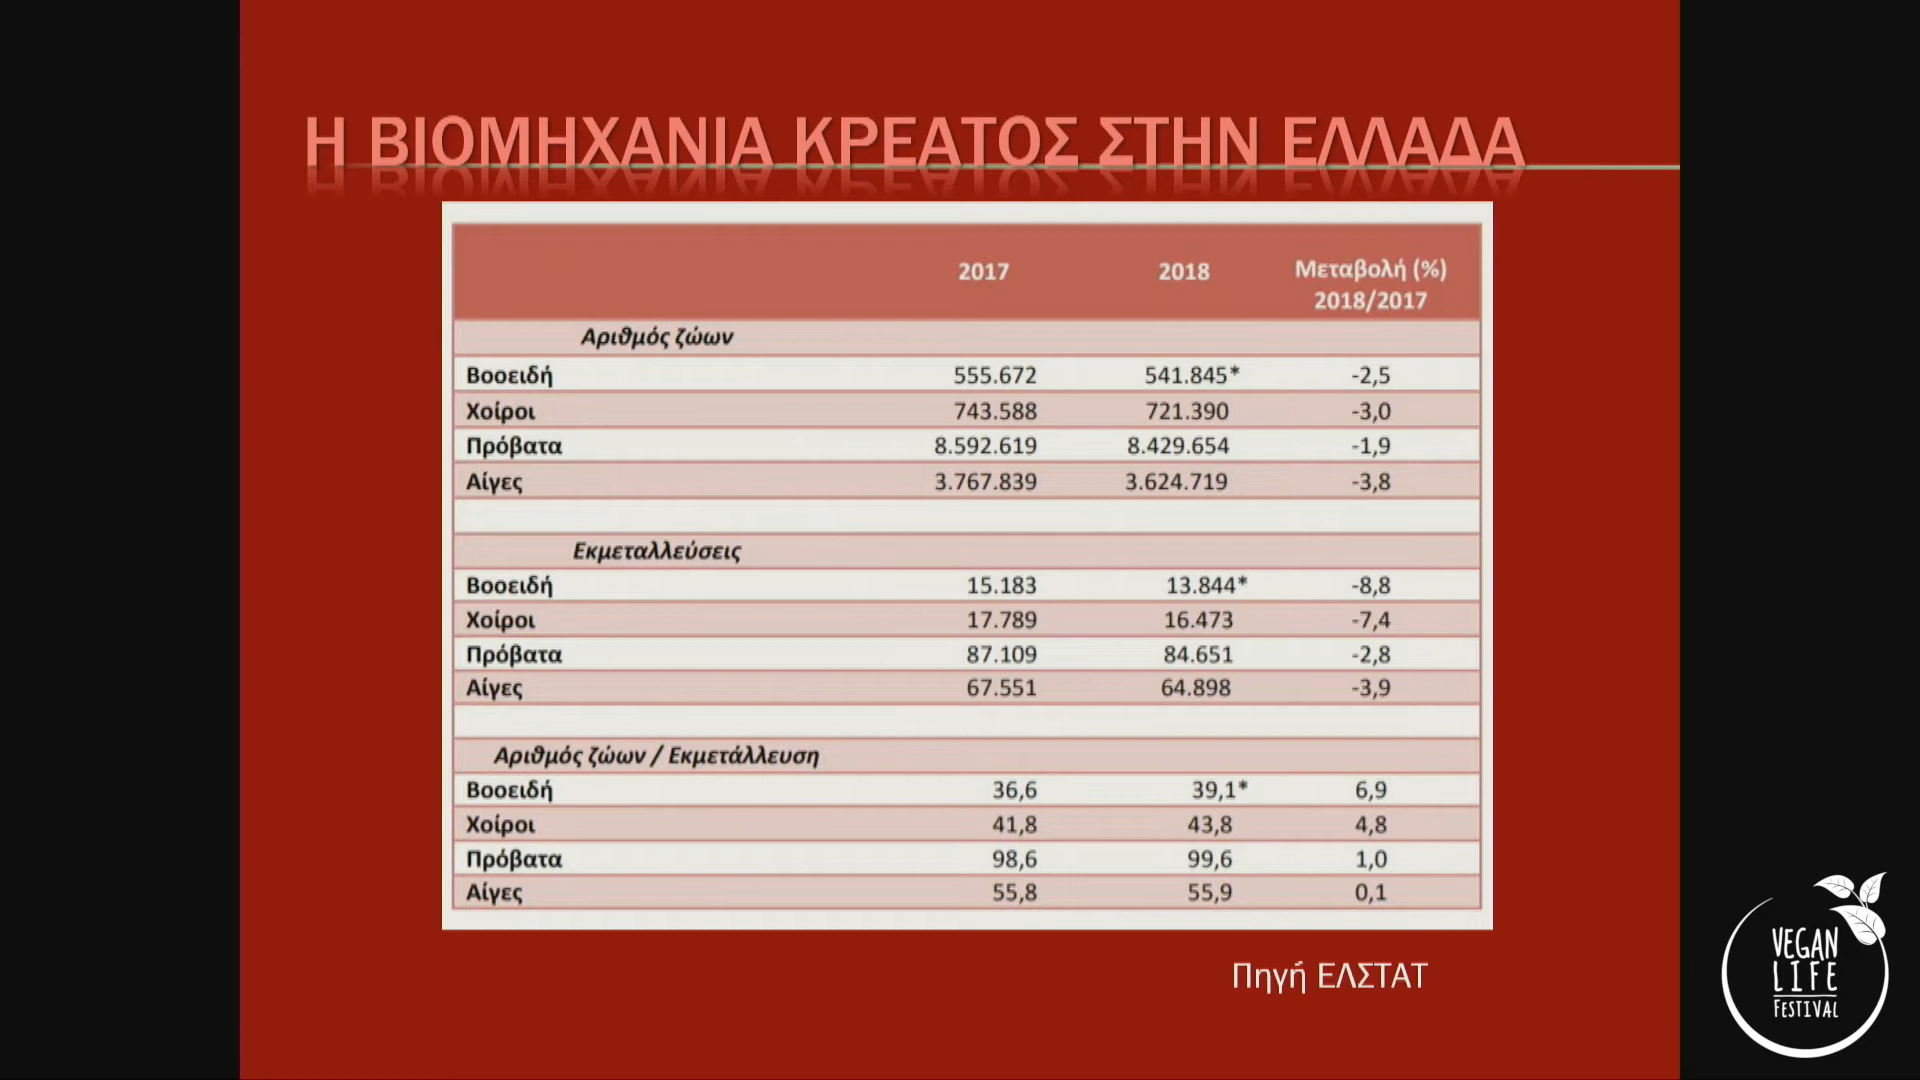 Η ΒΙΟΜΗΧΑΝΙΑ ΚΡΕΑΤΟΣ ΣΤΗΝ ΕΛΛΑΔΑ
2017 2018 Μεταβολή (%) 2018/2017
Αριθμός ζώων
Βοοειδή 555.672 541.845* -2,5
Χοίροι 743.588 721.390 -3,0
Πρόβατα 8.592.619 8.429.654 -1,9
Αίγες 3.767.839 3.624.719 -3,8
Εκμεταλλεύσεις
Βοοειδή 15.183 13.844* -8,8
Χοίροι 17.789 16.473 -7,4
Πρόβατα 87.109 84.651 -2,8
Αίγες 67.551 64.898 -3,9
Αριθμός ζώων / Εκμετάλλευση
Βοοειδή 36,6 39,1* 6,9
Χοίροι 41,8 43,8 4,8
Πρόβατα 98,6 99,6 1,0
Αίγες 55,8 55,9 0,1
Πηγή ΕΛΣΤΑΤ
VEGAN
LIFE
FESTIVAL